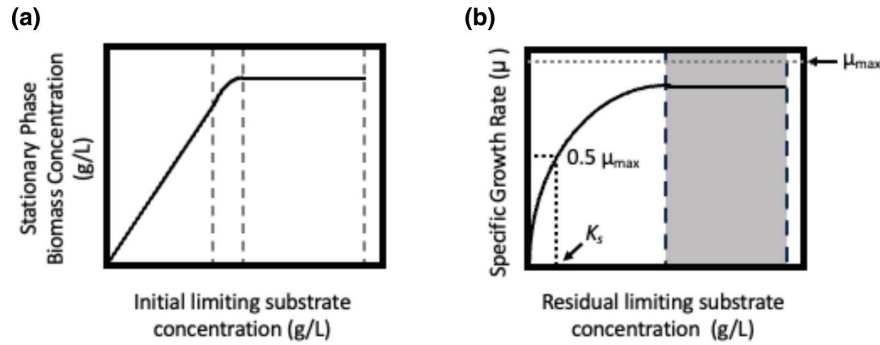 (a)
Stationary Phase
Biomass Concentration
(g/L)
Initial limiting substrate
concentration (g/L)
(b)
Specific Growth Rate (μ)
μmax
0.5 μmax
Ks
Residual limiting substrate
concentration (g/L)